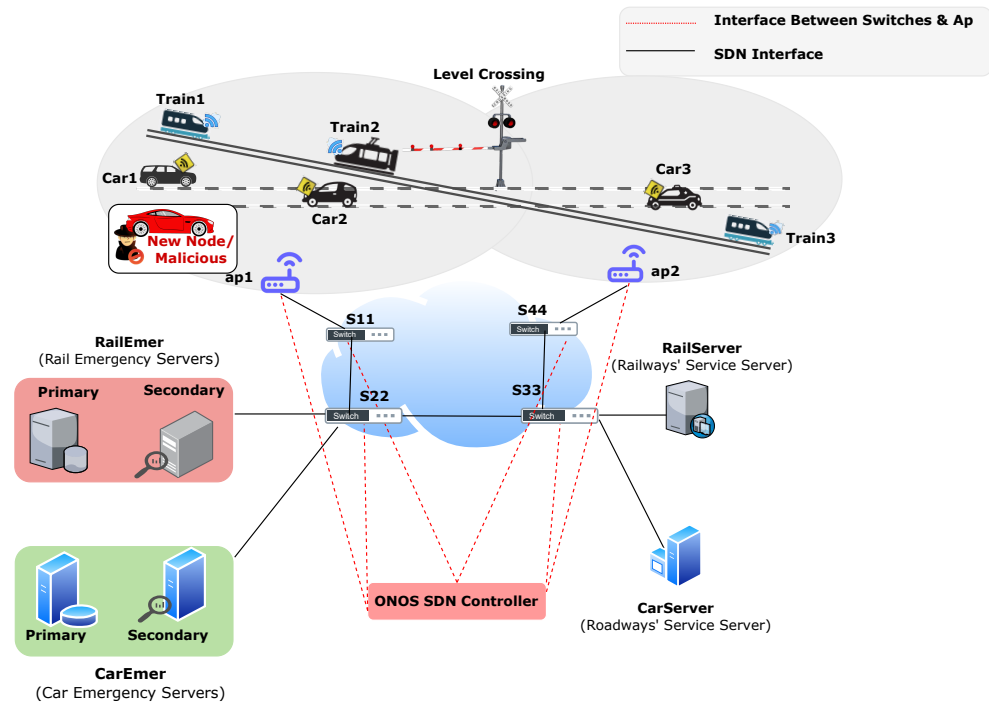 Interface Between Switches & Ap
SDN Interface
Level Crossing
Train1
Train2
Car1
Car2
Car3
Train3
New Node/
Malicious
ap1
ap2
S11
Switch
S44
Switch
RailEmer
(Rail Emergency Servers)
Primary
Secondary
S22
Switch
S33
Switch
RailServer
(Railways' Service Server)
ONOS SDN Controller
CarServer
(Roadways' Service Server)
Primary
Secondary
CarEmer
(Car Emergency Servers)